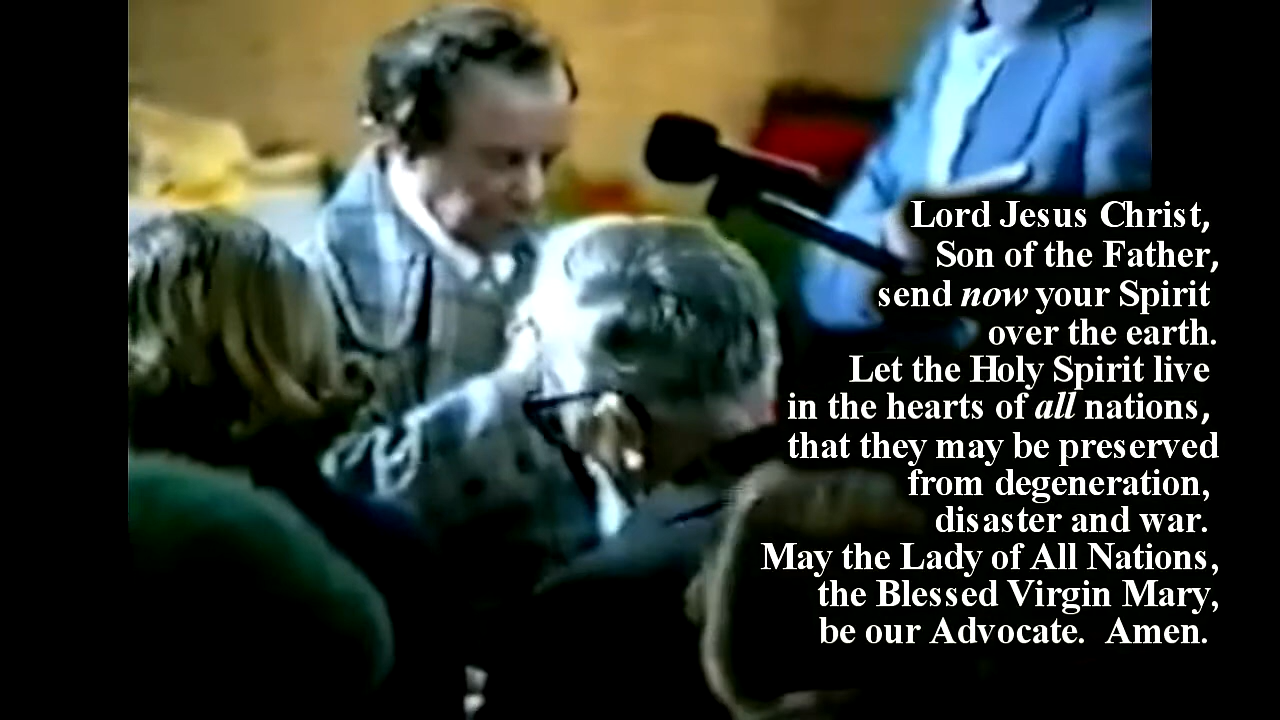 Lord Jesus Christ,
Son of the Father,
send now your Spirit
over the earth.
Let the Holy Spirit live
in the hearts of all nations,
that they may be preserved
from degeneration,
disaster and war.
May the Lady of All Nations,
the Blessed Virgin Mary,
be our Advocate. Amen.